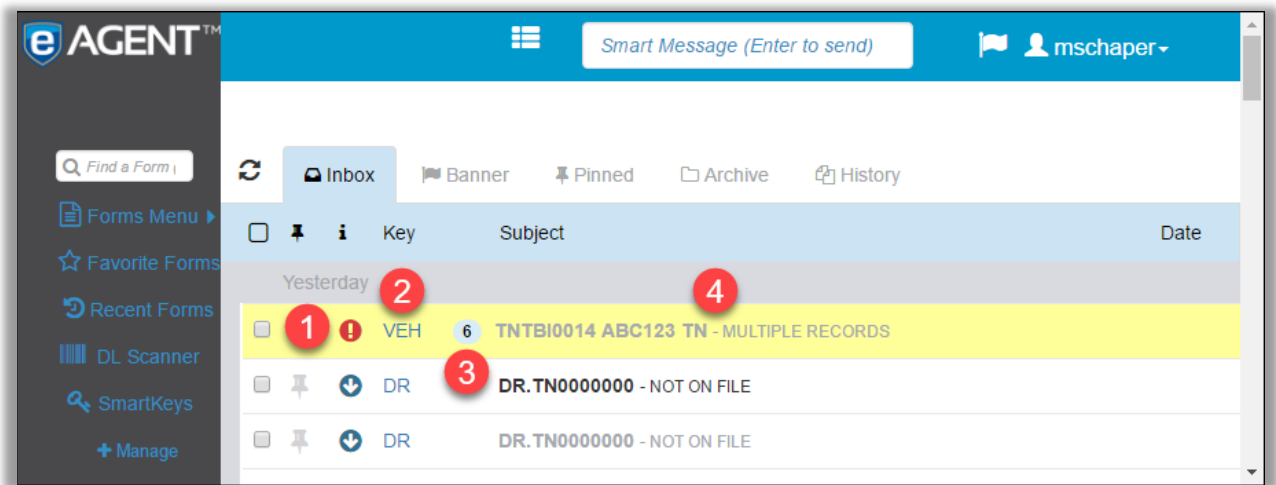 e AGENT™
Smart Message (Enter to send)
mschaper
Find a Form (
Inbox
Banner
Pinned
Archive
History
Forms Menu
Favorite Forms
Recent Forms
DL Scanner
SmartKeys
+ Manage
i Key Subject Date
Yesterday
2
4
1 ! VEH 6 TNTBI0014 ABC123 TN - MULTIPLE RECORDS
3
DR DR.TN0000000 - NOT ON FILE
DR DR.TN0000000 - NOT ON FILE